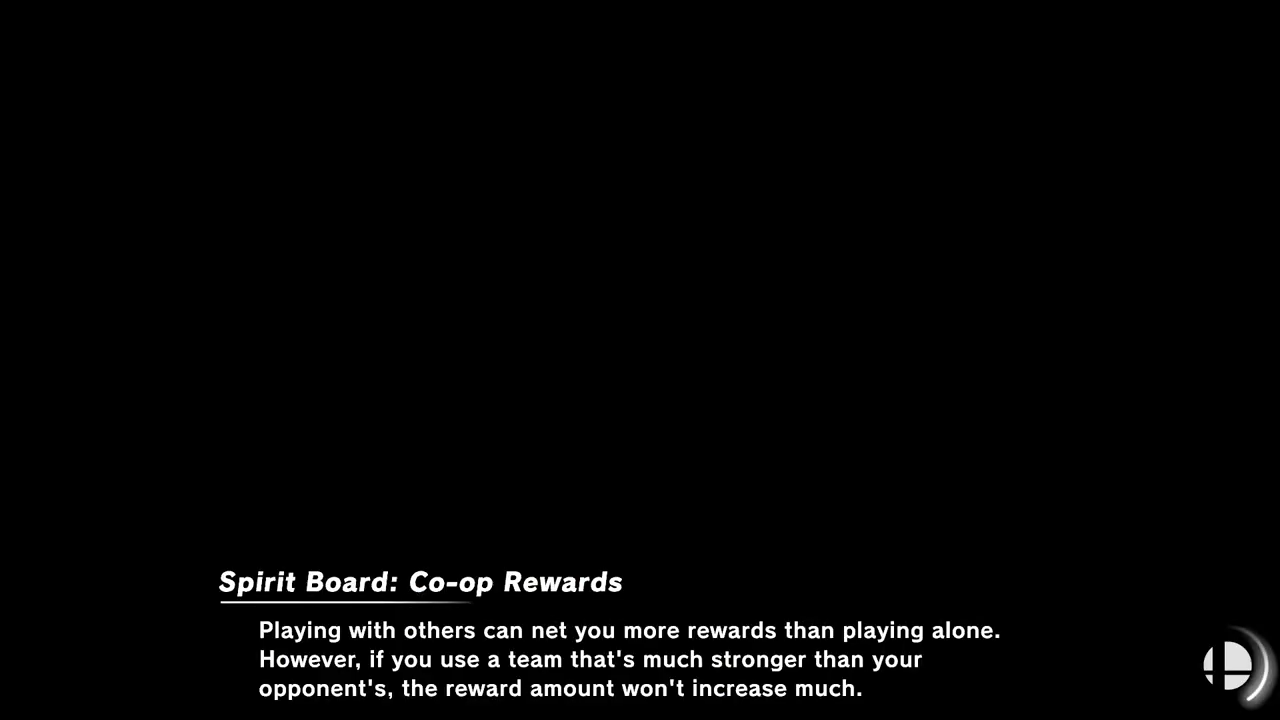 Spirit Board: Co-op Rewards
Playing with others can net you more rewards than playing alone.
However, if you use a team that's much stronger than your
opponent's, the reward amount won't increase much.